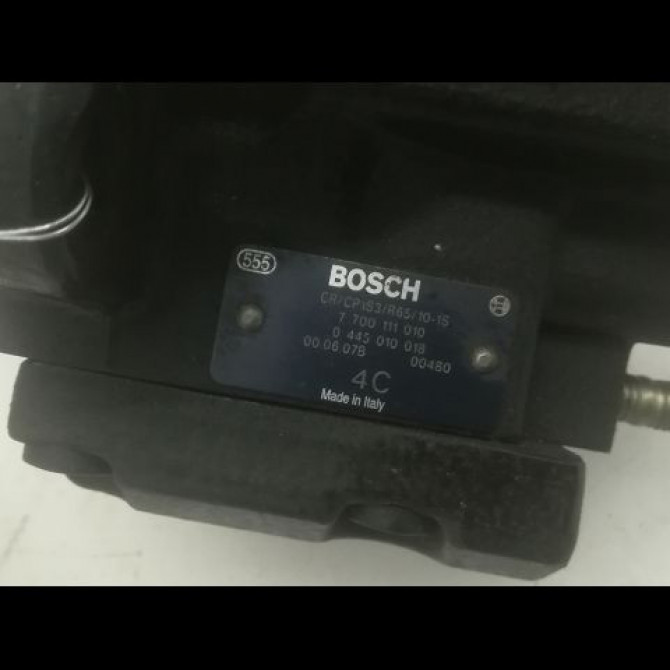 555
BOSCH
CR/CP1S3/R65/10-1S
7 700 111 010
0 445 010 018
00.06.07B 00480
4C
Made in Italy